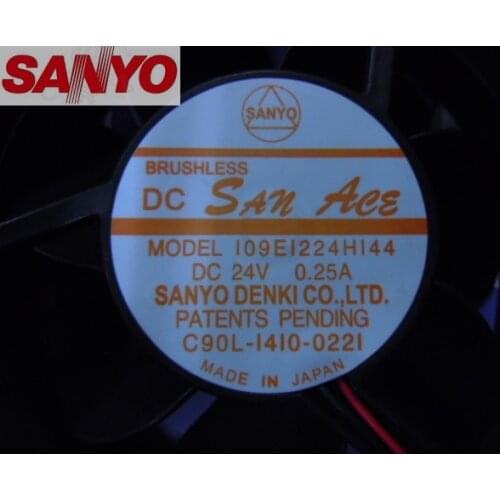 SANYO
SANYO
BRUSHLESS
DC SAN ACE
MODEL 109E1224H144
DC 24V 0.25A
SANYO DENKI CO.,LTD.
PATENTS PENDING
C90L-1410-0221
MADE IN JAPAN